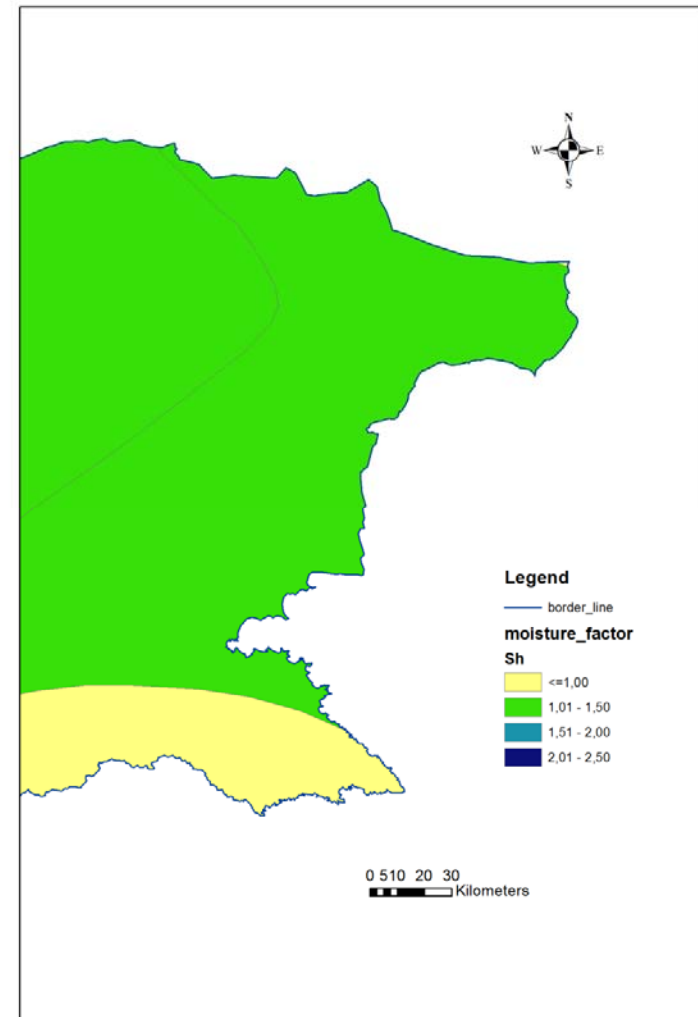 N
W E
S
Legend
border_line
moisture_factor
Sh
<=1,00
1,01 - 1,50
1,51 - 2,00
2,01 - 2,50
0 510 20 30
Kilometers